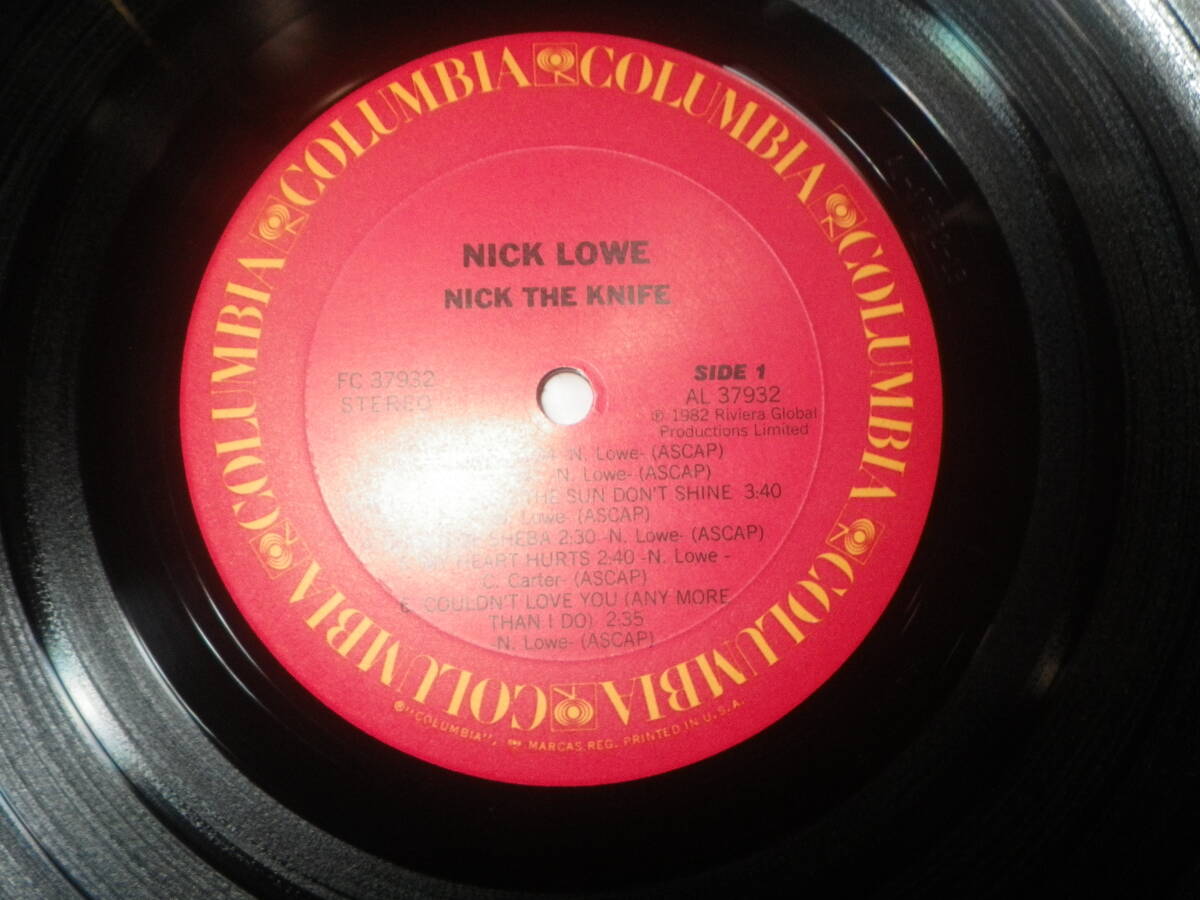 COLUMBIA COLUMBIA COLUMBIA COLUMBIA COLUMBIA COLUMBIA COLUMBIA COLUMBIA
NICK LOWE
NICK THE KNIFE
FC 37932
STEREO
SIDE 1
AL 37932
℗ 1982 Riviera Global
Productions Limited
-N. Lowe- (ASCAP)
N. Lowe- (ASCAP)
THE SUN DON'T SHINE 3:40
Lowe- (ASCAP)
SHEBA 2:30 -N. Lowe- (ASCAP)
MY HEART HURTS 2:40 -N. Lowe -
C. Carter- (ASCAP)
6 COULDN'T LOVE YOU (ANY MORE
THAN I DO) 2:35
-N. Lowe- (ASCAP)
®"COLUMBIA", MARCAS REG. PRINTED IN U.S.A.